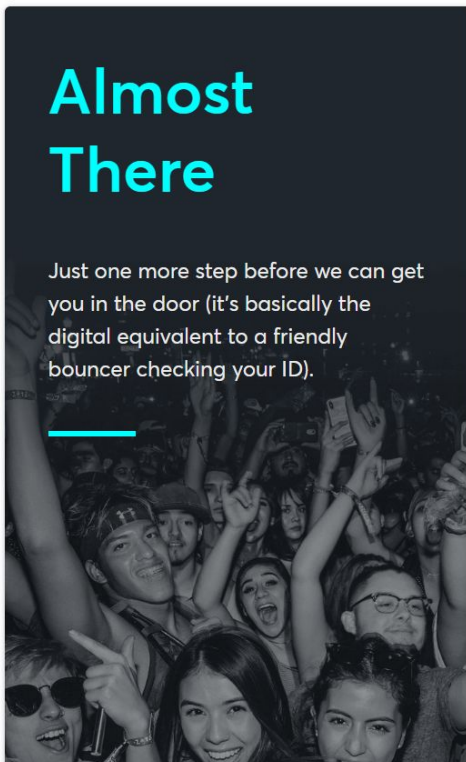 Almost
There
Just one more step before we can get
you in the door (it's basically the
digital equivalent to a friendly
bouncer checking your ID).